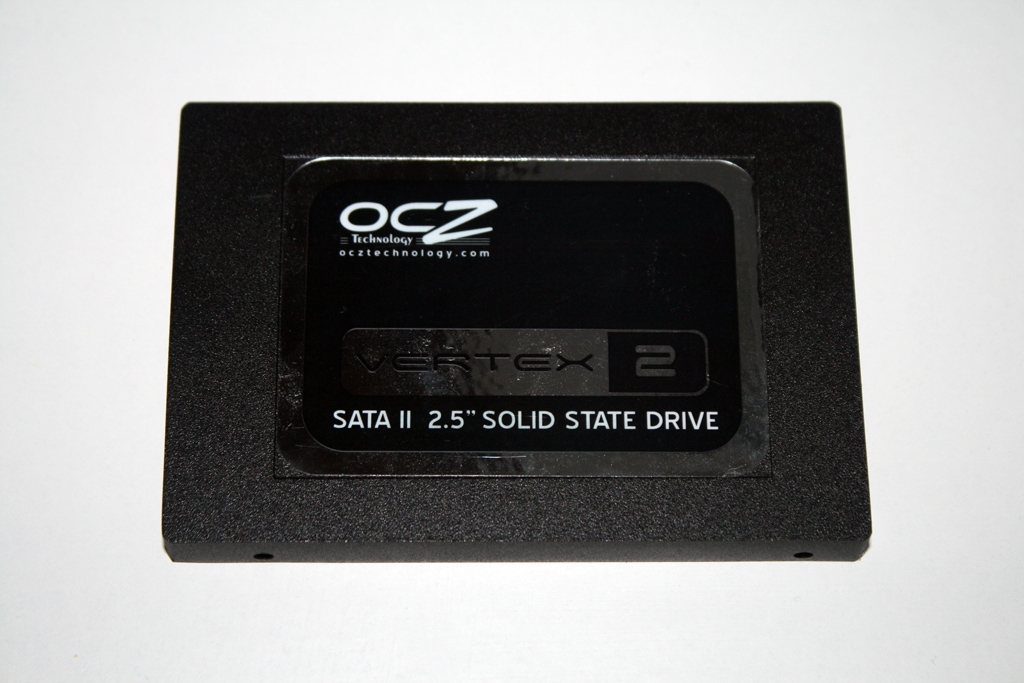 OCZ
Technology
ocztechnology.com
VERTEX 2
SATA II 2.5" SOLID STATE DRIVE